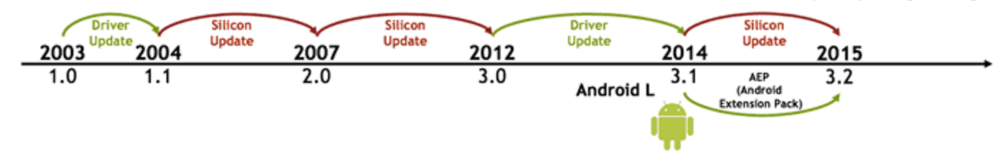 Driver
Update
Silicon
Update
Silicon
Update
Driver
Update
Silicon
Update
2003 2004 2007 2012 2014 2015
1.0 1.1 2.0 3.0 3.1 3.2
Android L
AEP
(Android
Extension Pack)